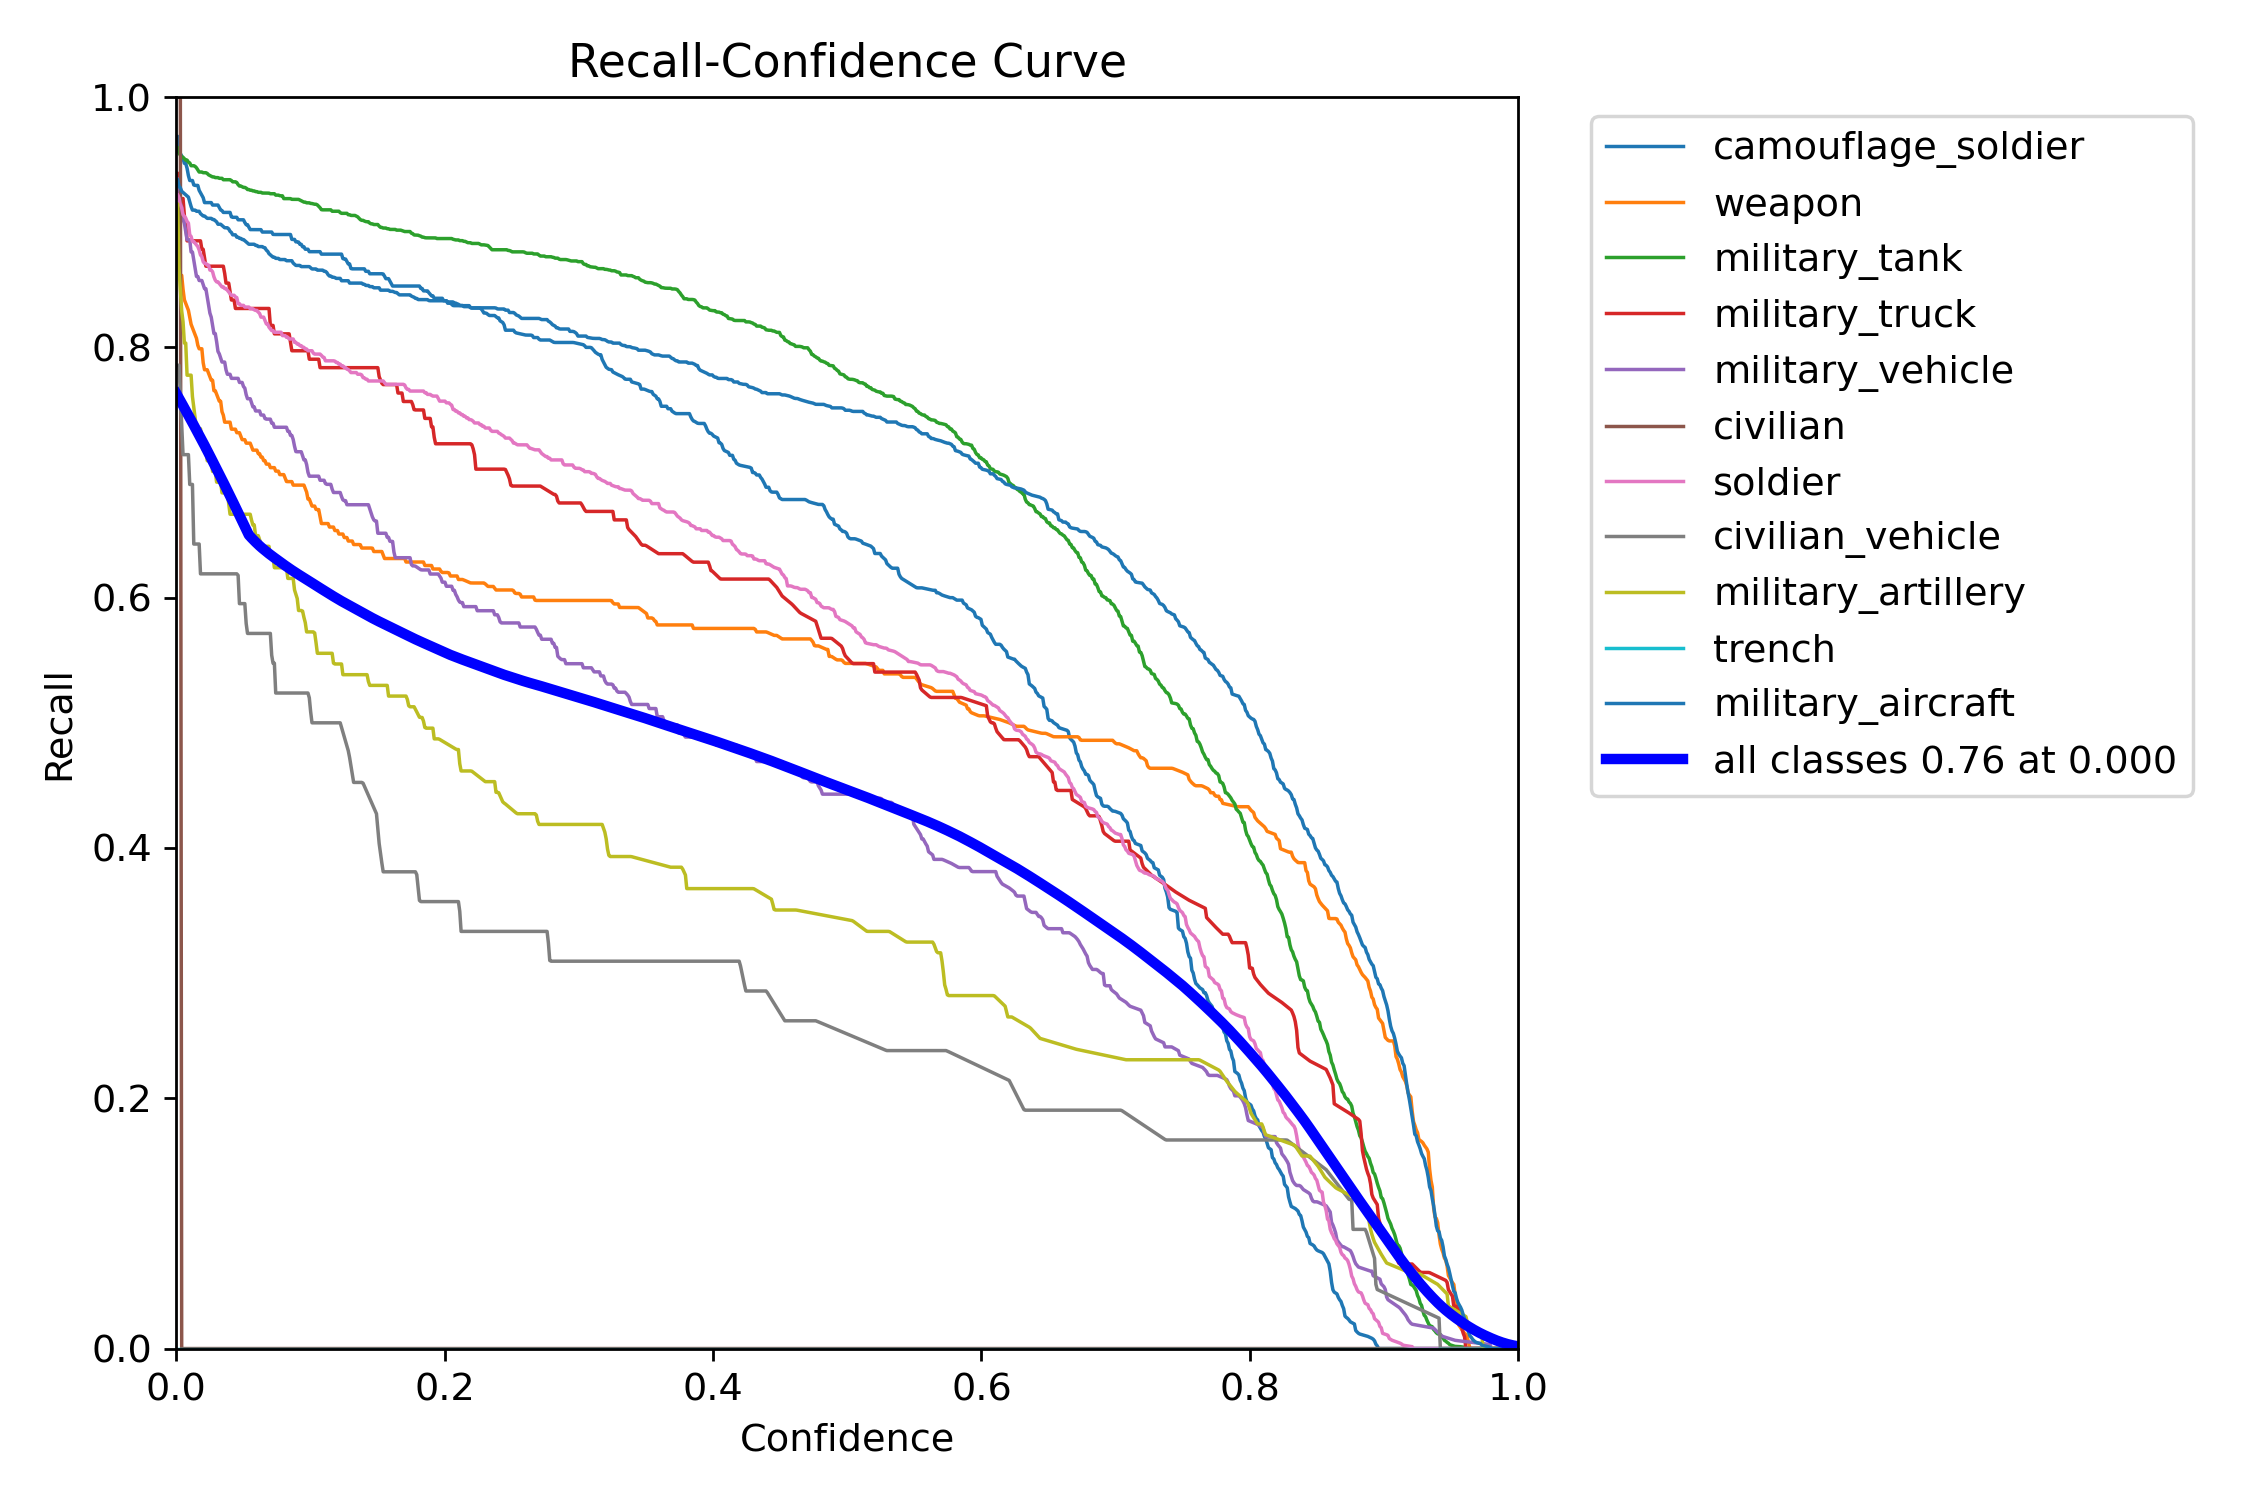 Recall-Confidence Curve
1.0
0.8
0.6
0.4
0.2
0.0
Recall
0.0 0.2 0.4 0.6 0.8 1.0
Confidence
camouflage_soldier
weapon
military_tank
military_truck
military_vehicle
civilian
soldier
civilian_vehicle
military_artillery
trench
military_aircraft
all classes 0.76 at 0.000